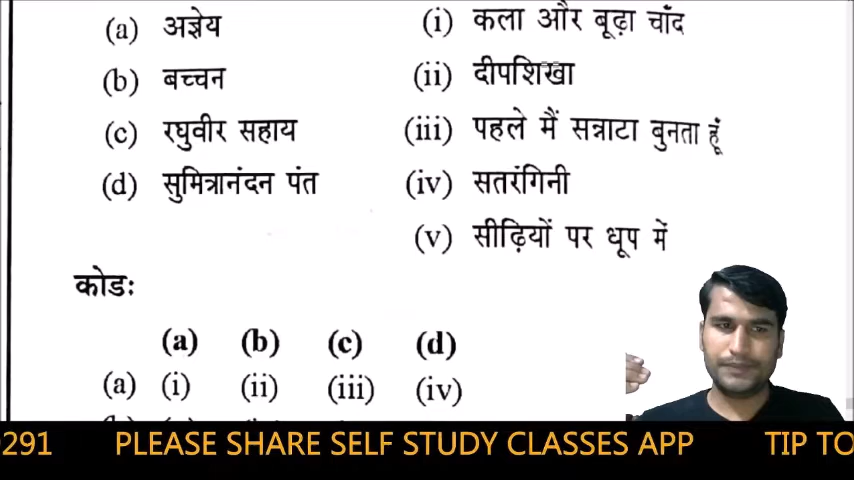 (a) अज्ञेय (i) कला और बूढ़ा चाँद
(b) बच्चन (ii) दीपशिखा
(c) रघुवीर सहाय (iii) पहले मैं सन्नाटा बुनता हूँ
(d) सुमित्रानंदन पंत (iv) सतरंगिनी
(v) सीढ़ियों पर धूप में
कोडः
(a) (b) (c) (d)
(a) (i) (ii) (iii) (iv)
291 PLEASE SHARE SELF STUDY CLASSES APP TIP TO